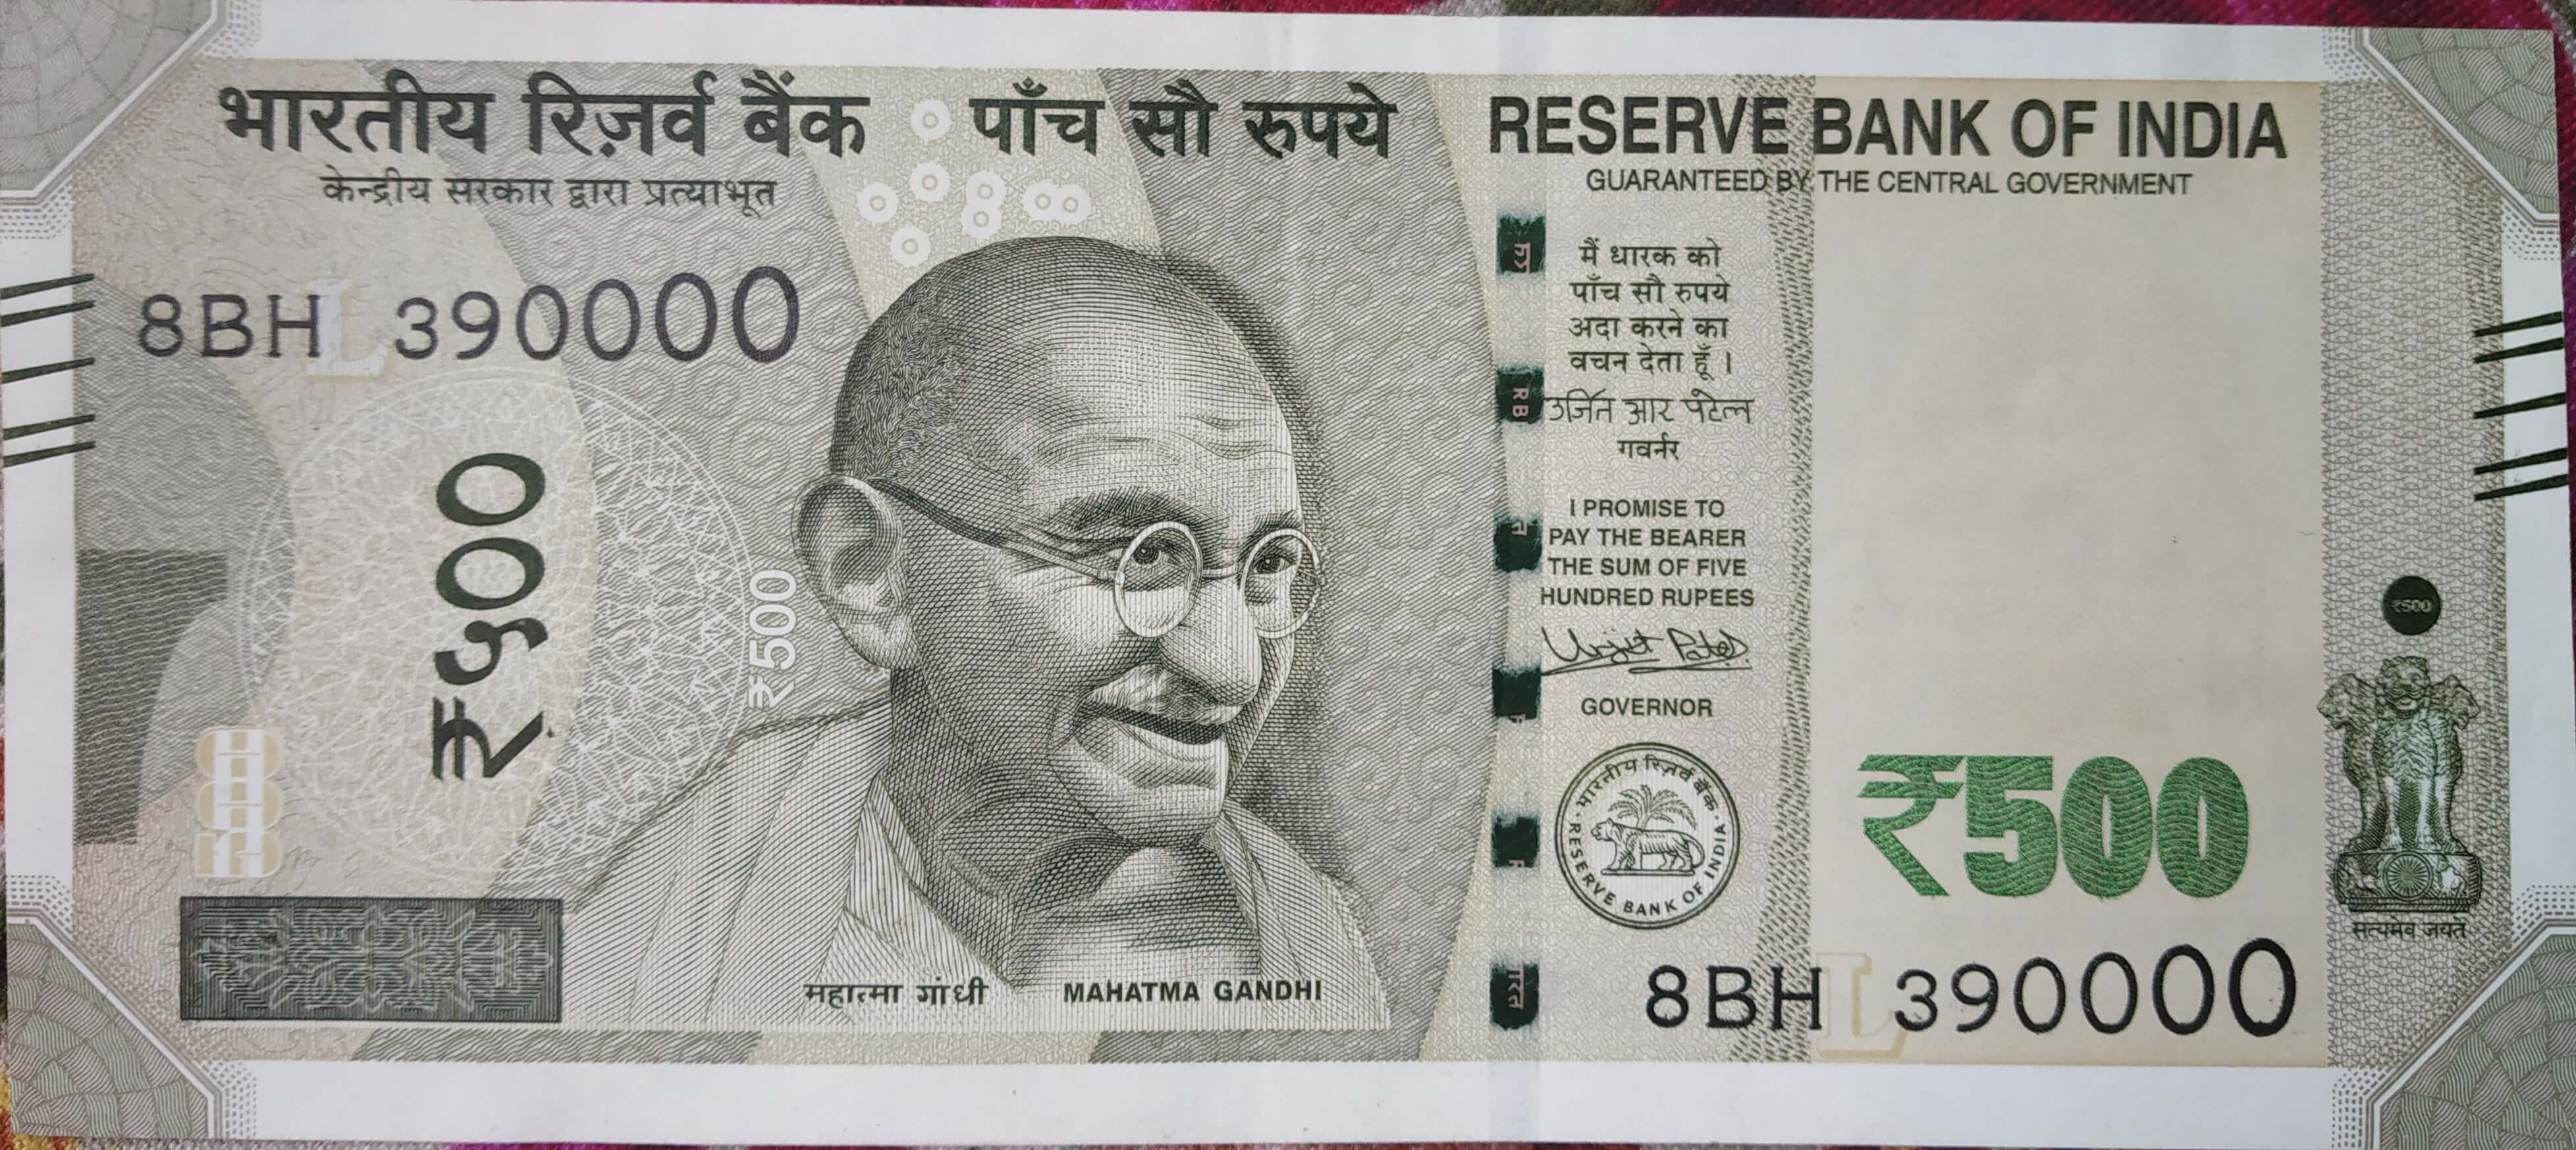 भारतीय रिज़र्व बैंक पाँच सौ रुपये RESERVE BANK OF INDIA
केन्द्रीय सरकार द्वारा प्रत्याभूत GUARANTEED BY THE CENTRAL GOVERNMENT
8BH L 390000
₹५००
₹500
महात्मा गांधी MAHATMA GANDHI
RB
मैं धारक को
पाँच सौ रुपये
अदा करने का
वचन देता हूँ ।
उर्जित आर पटेल
गवर्नर
I PROMISE TO
PAY THE BEARER
THE SUM OF FIVE
HUNDRED RUPEES
Urjit Patel
GOVERNOR
भारतीय रिज़र्व बैंक
RESERVE BANK OF INDIA
₹500
₹500
सत्यमेव जयते
8BH L 390000